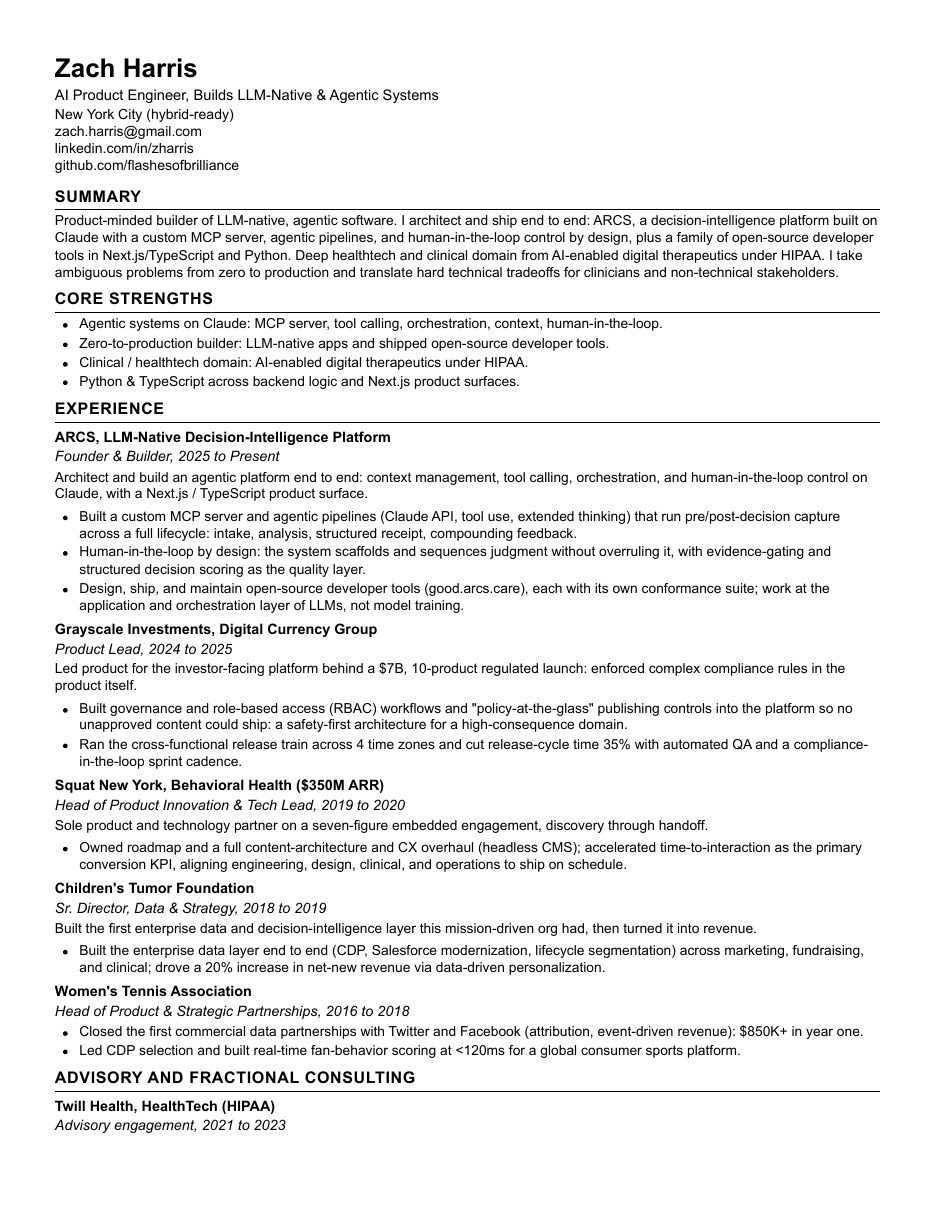 Zach Harris
AI Product Engineer, Builds LLM-Native & Agentic Systems
New York City (hybrid-ready)
zach.harris@gmail.com
linkedin.com/in/zharris
github.com/flashesofbrilliance
SUMMARY
Product-minded builder of LLM-native, agentic software. I architect and ship end to end: ARCS, a decision-intelligence platform built on
Claude with a custom MCP server, agentic pipelines, and human-in-the-loop control by design, plus a family of open-source developer
tools in Next.js/TypeScript and Python. Deep healthtech and clinical domain from AI-enabled digital therapeutics under HIPAA. I take
ambiguous problems from zero to production and translate hard technical tradeoffs for clinicians and non-technical stakeholders.
CORE STRENGTHS
• Agentic systems on Claude: MCP server, tool calling, orchestration, context, human-in-the-loop.
• Zero-to-production builder: LLM-native apps and shipped open-source developer tools.
• Clinical / healthtech domain: AI-enabled digital therapeutics under HIPAA.
• Python & TypeScript across backend logic and Next.js product surfaces.
EXPERIENCE
ARCS, LLM-Native Decision-Intelligence Platform
Founder & Builder, 2025 to Present
Architect and build an agentic platform end to end: context management, tool calling, orchestration, and human-in-the-loop control on
Claude, with a Next.js / TypeScript product surface.
• Built a custom MCP server and agentic pipelines (Claude API, tool use, extended thinking) that run pre/post-decision capture
across a full lifecycle: intake, analysis, structured receipt, compounding feedback.
• Human-in-the-loop by design: the system scaffolds and sequences judgment without overruling it, with evidence-gating and
structured decision scoring as the quality layer.
• Design, ship, and maintain open-source developer tools (good.arcs.care), each with its own conformance suite; work at the
application and orchestration layer of LLMs, not model training.
Grayscale Investments, Digital Currency Group
Product Lead, 2024 to 2025
Led product for the investor-facing platform behind a $7B, 10-product regulated launch: enforced complex compliance rules in the
product itself.
• Built governance and role-based access (RBAC) workflows and "policy-at-the-glass" publishing controls into the platform so no
unapproved content could ship: a safety-first architecture for a high-consequence domain.
• Ran the cross-functional release train across 4 time zones and cut release-cycle time 35% with automated QA and a compliance-
in-the-loop sprint cadence.
Squat New York, Behavioral Health ($350M ARR)
Head of Product Innovation & Tech Lead, 2019 to 2020
Sole product and technology partner on a seven-figure embedded engagement, discovery through handoff.
• Owned roadmap and a full content-architecture and CX overhaul (headless CMS); accelerated time-to-interaction as the primary
conversion KPI, aligning engineering, design, clinical, and operations to ship on schedule.
Children's Tumor Foundation
Sr. Director, Data & Strategy, 2018 to 2019
Built the first enterprise data and decision-intelligence layer this mission-driven org had, then turned it into revenue.
• Built the enterprise data layer end to end (CDP, Salesforce modernization, lifecycle segmentation) across marketing, fundraising,
and clinical; drove a 20% increase in net-new revenue via data-driven personalization.
Women's Tennis Association
Head of Product & Strategic Partnerships, 2016 to 2018
• Closed the first commercial data partnerships with Twitter and Facebook (attribution, event-driven revenue): $850K+ in year one.
• Led CDP selection and built real-time fan-behavior scoring at <120ms for a global consumer sports platform.
ADVISORY AND FRACTIONAL CONSULTING
Twill Health, HealthTech (HIPAA)
Advisory engagement, 2021 to 2023